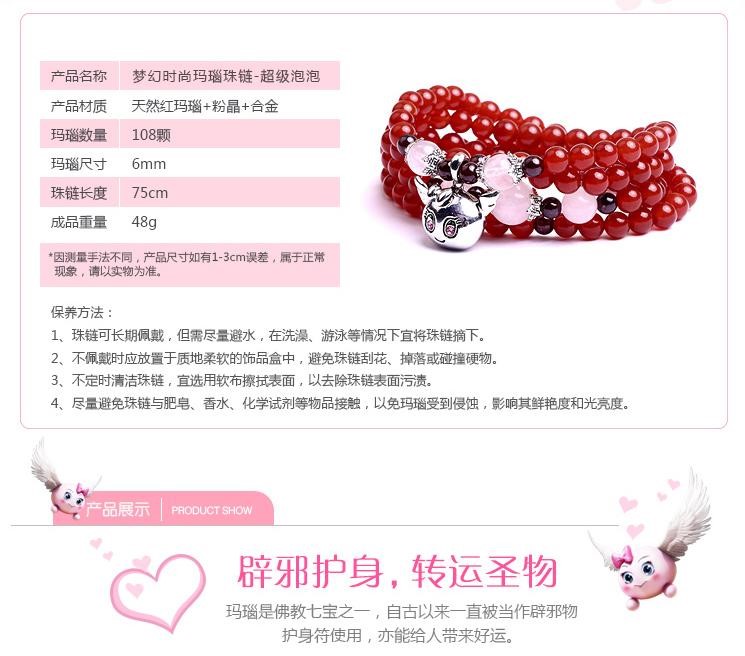 产品名称 梦幻时尚玛瑙珠链-超级泡泡
产品材质 天然红玛瑙+粉晶+合金
玛瑙数量 108颗
玛瑙尺寸 6mm
珠链长度 75cm
成品重量 48g
*因测量手法不同，产品尺寸如有1-3cm误差，属于正常
现象，请以实物为准。
保养方法：
1、珠链可长期佩戴，但需尽量避水，在洗澡、游泳等情况下宜将珠链摘下。
2、不佩戴时应放置于质地柔软的饰品盒中，避免珠链刮花、掉落或碰撞硬物。
3、不定时清洁珠链，宜选用软布擦拭表面，以去除珠链表面污渍。
4、尽量避免珠链与肥皂、香水、化学试剂等物品接触，以免玛瑙受到侵蚀，影响其鲜艳度和光亮度。
产品展示 PRODUCT SHOW
辟邪护身，转运圣物
玛瑙是佛教七宝之一，自古以来一直被当作辟邪物
护身符使用，亦能给人带来好运。